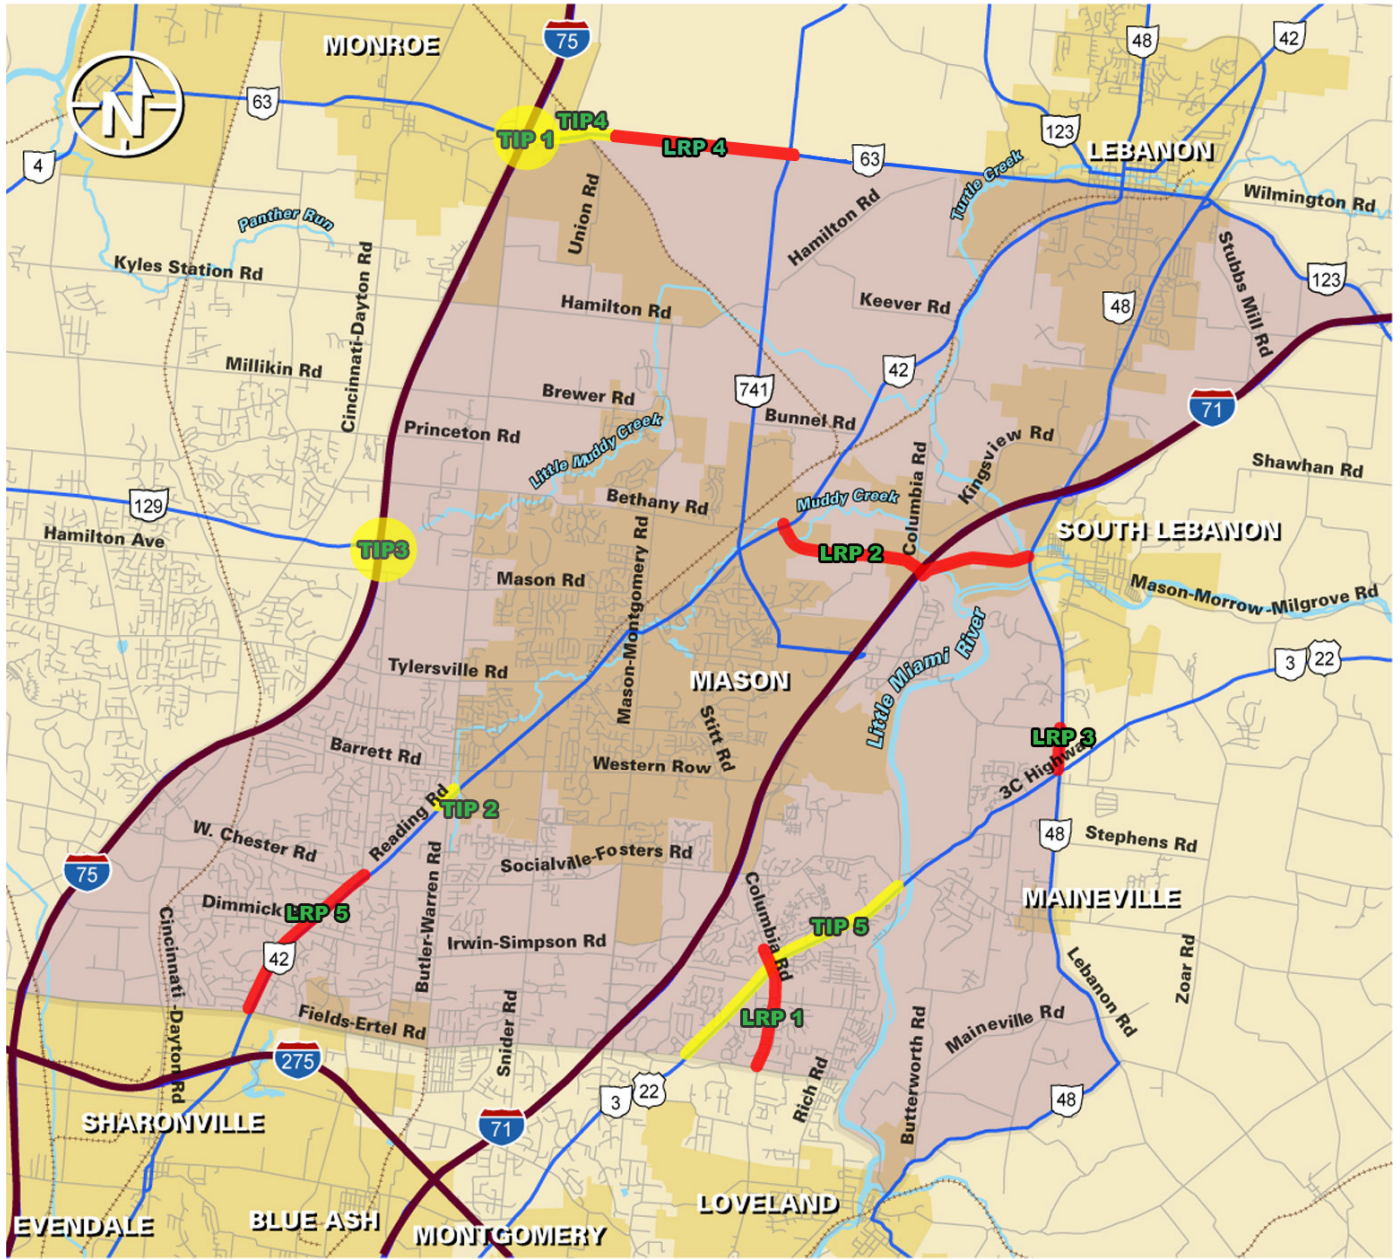 MONROE
75
48
42
N
63
4
TIP 1
TIP4
LRP 4
63
123
LEBANON
Turtle Creek
Wilmington Rd
Panther Run
Union Rd
Hamilton Rd
Kyles Station Rd
Cincinnati-Dayton Rd
Stubbs Mill Rd
123
Hamilton Rd
Keever Rd
48
Millikin Rd
42
741
Brewer Rd
71
Princeton Rd
Bunnel Rd
Little Muddy Creek
Columbia Rd
Kingsview Rd
Shawhan Rd
129
Bethany Rd
Muddy Creek
Hamilton Ave
TIP3
Mason-Montgomery Rd
LRP 2
SOUTH LEBANON
Mason Rd
Mason-Morrow-Milgrove Rd
Tylersville Rd
MASON
Little Miami River
3
22
Stitt Rd
Barrett Rd
Western Row
LRP 3
3C Highway
Reading Rd
TIP 2
W. Chester Rd
48
Stephens Rd
75
Socialville-Fosters Rd
MAINEVILLE
Dimmick
LRP 5
Butler-Warren Rd
Columbia Rd
TIP 5
Cincinnati-Dayton Rd
42
Irwin-Simpson Rd
Zoar Rd
Lebanon Rd
Fields-Ertel Rd
Snider Rd
LRP 1
Maineville Rd
275
3
22
Rich Rd
Butterworth Rd
48
SHARONVILLE
71
EVENDALE
BLUE ASH
MONTGOMERY
LOVELAND